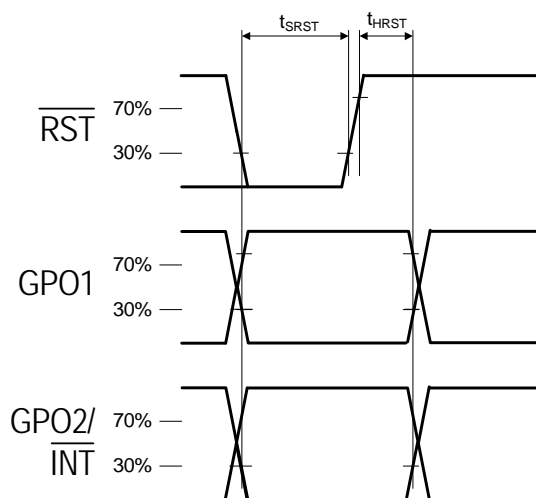 tSRST tHRST
RST 70%
30%
GPO1 70%
30%
GPO2/ 70%
INT 30%